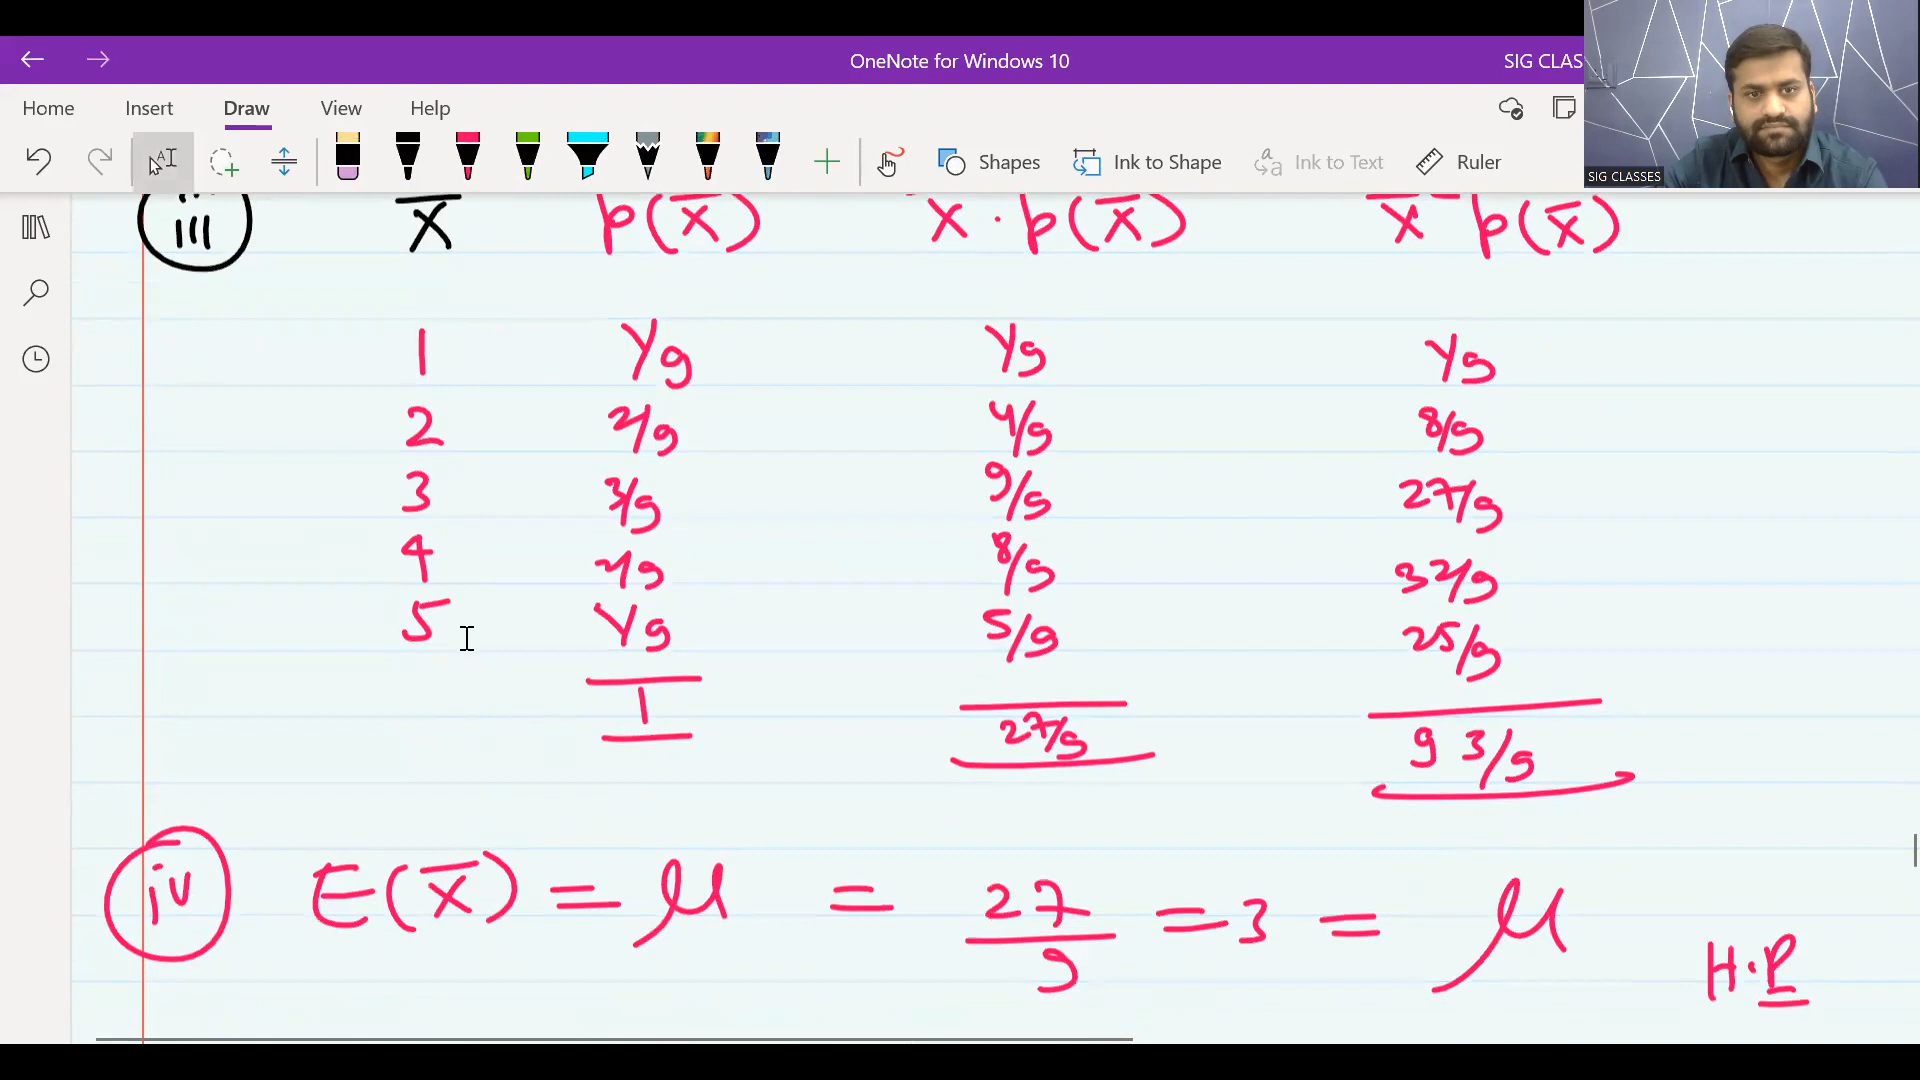 OneNote for Windows 10
SIG CLAS
Home Insert Draw View Help
Shapes Ink to Shape Ink to Text Ruler
SIG CLASSES
iii X̄ p(X̄) X̄ · p(X̄) X̄² p(X̄)
1 1/9 1/9 1/9
2 2/9 4/9 8/9
3 3/9 9/9 27/9
4 2/9 8/9 32/9
5 1/9 5/9 25/9
1 27/9 93/9
iv E(X̄) = μ = 27/9 = 3 = μ
H.P